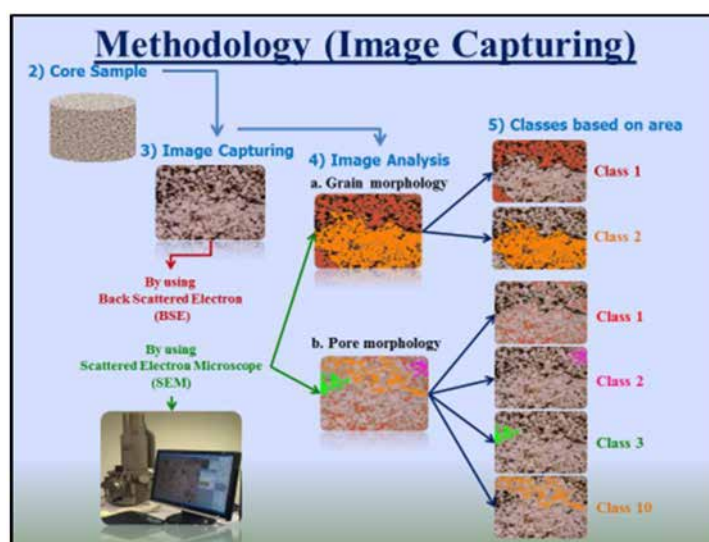 Methodology (Image Capturing)
2) Core Sample
3) Image Capturing
4) Image Analysis
5) Classes based on area
a. Grain morphology
Class 1
Class 2
By using
Back Scattered Electron
(BSE)
By using
Scattered Electron Microscope
(SEM)
b. Pore morphology
Class 1
Class 2
Class 3
Class 10